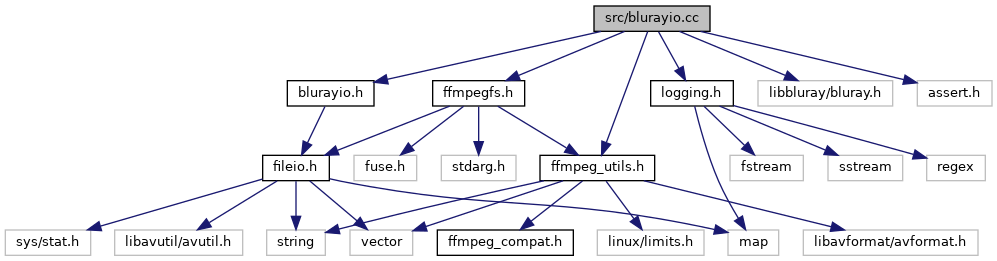 src/blurayio.cc
blurayio.h
ffmpegfs.h
logging.h
libbluray/bluray.h
assert.h
fileio.h
fuse.h
stdarg.h
ffmpeg_utils.h
fstream
sstream
regex
sys/stat.h
libavutil/avutil.h
string
vector
ffmpeg_compat.h
linux/limits.h
map
libavformat/avformat.h